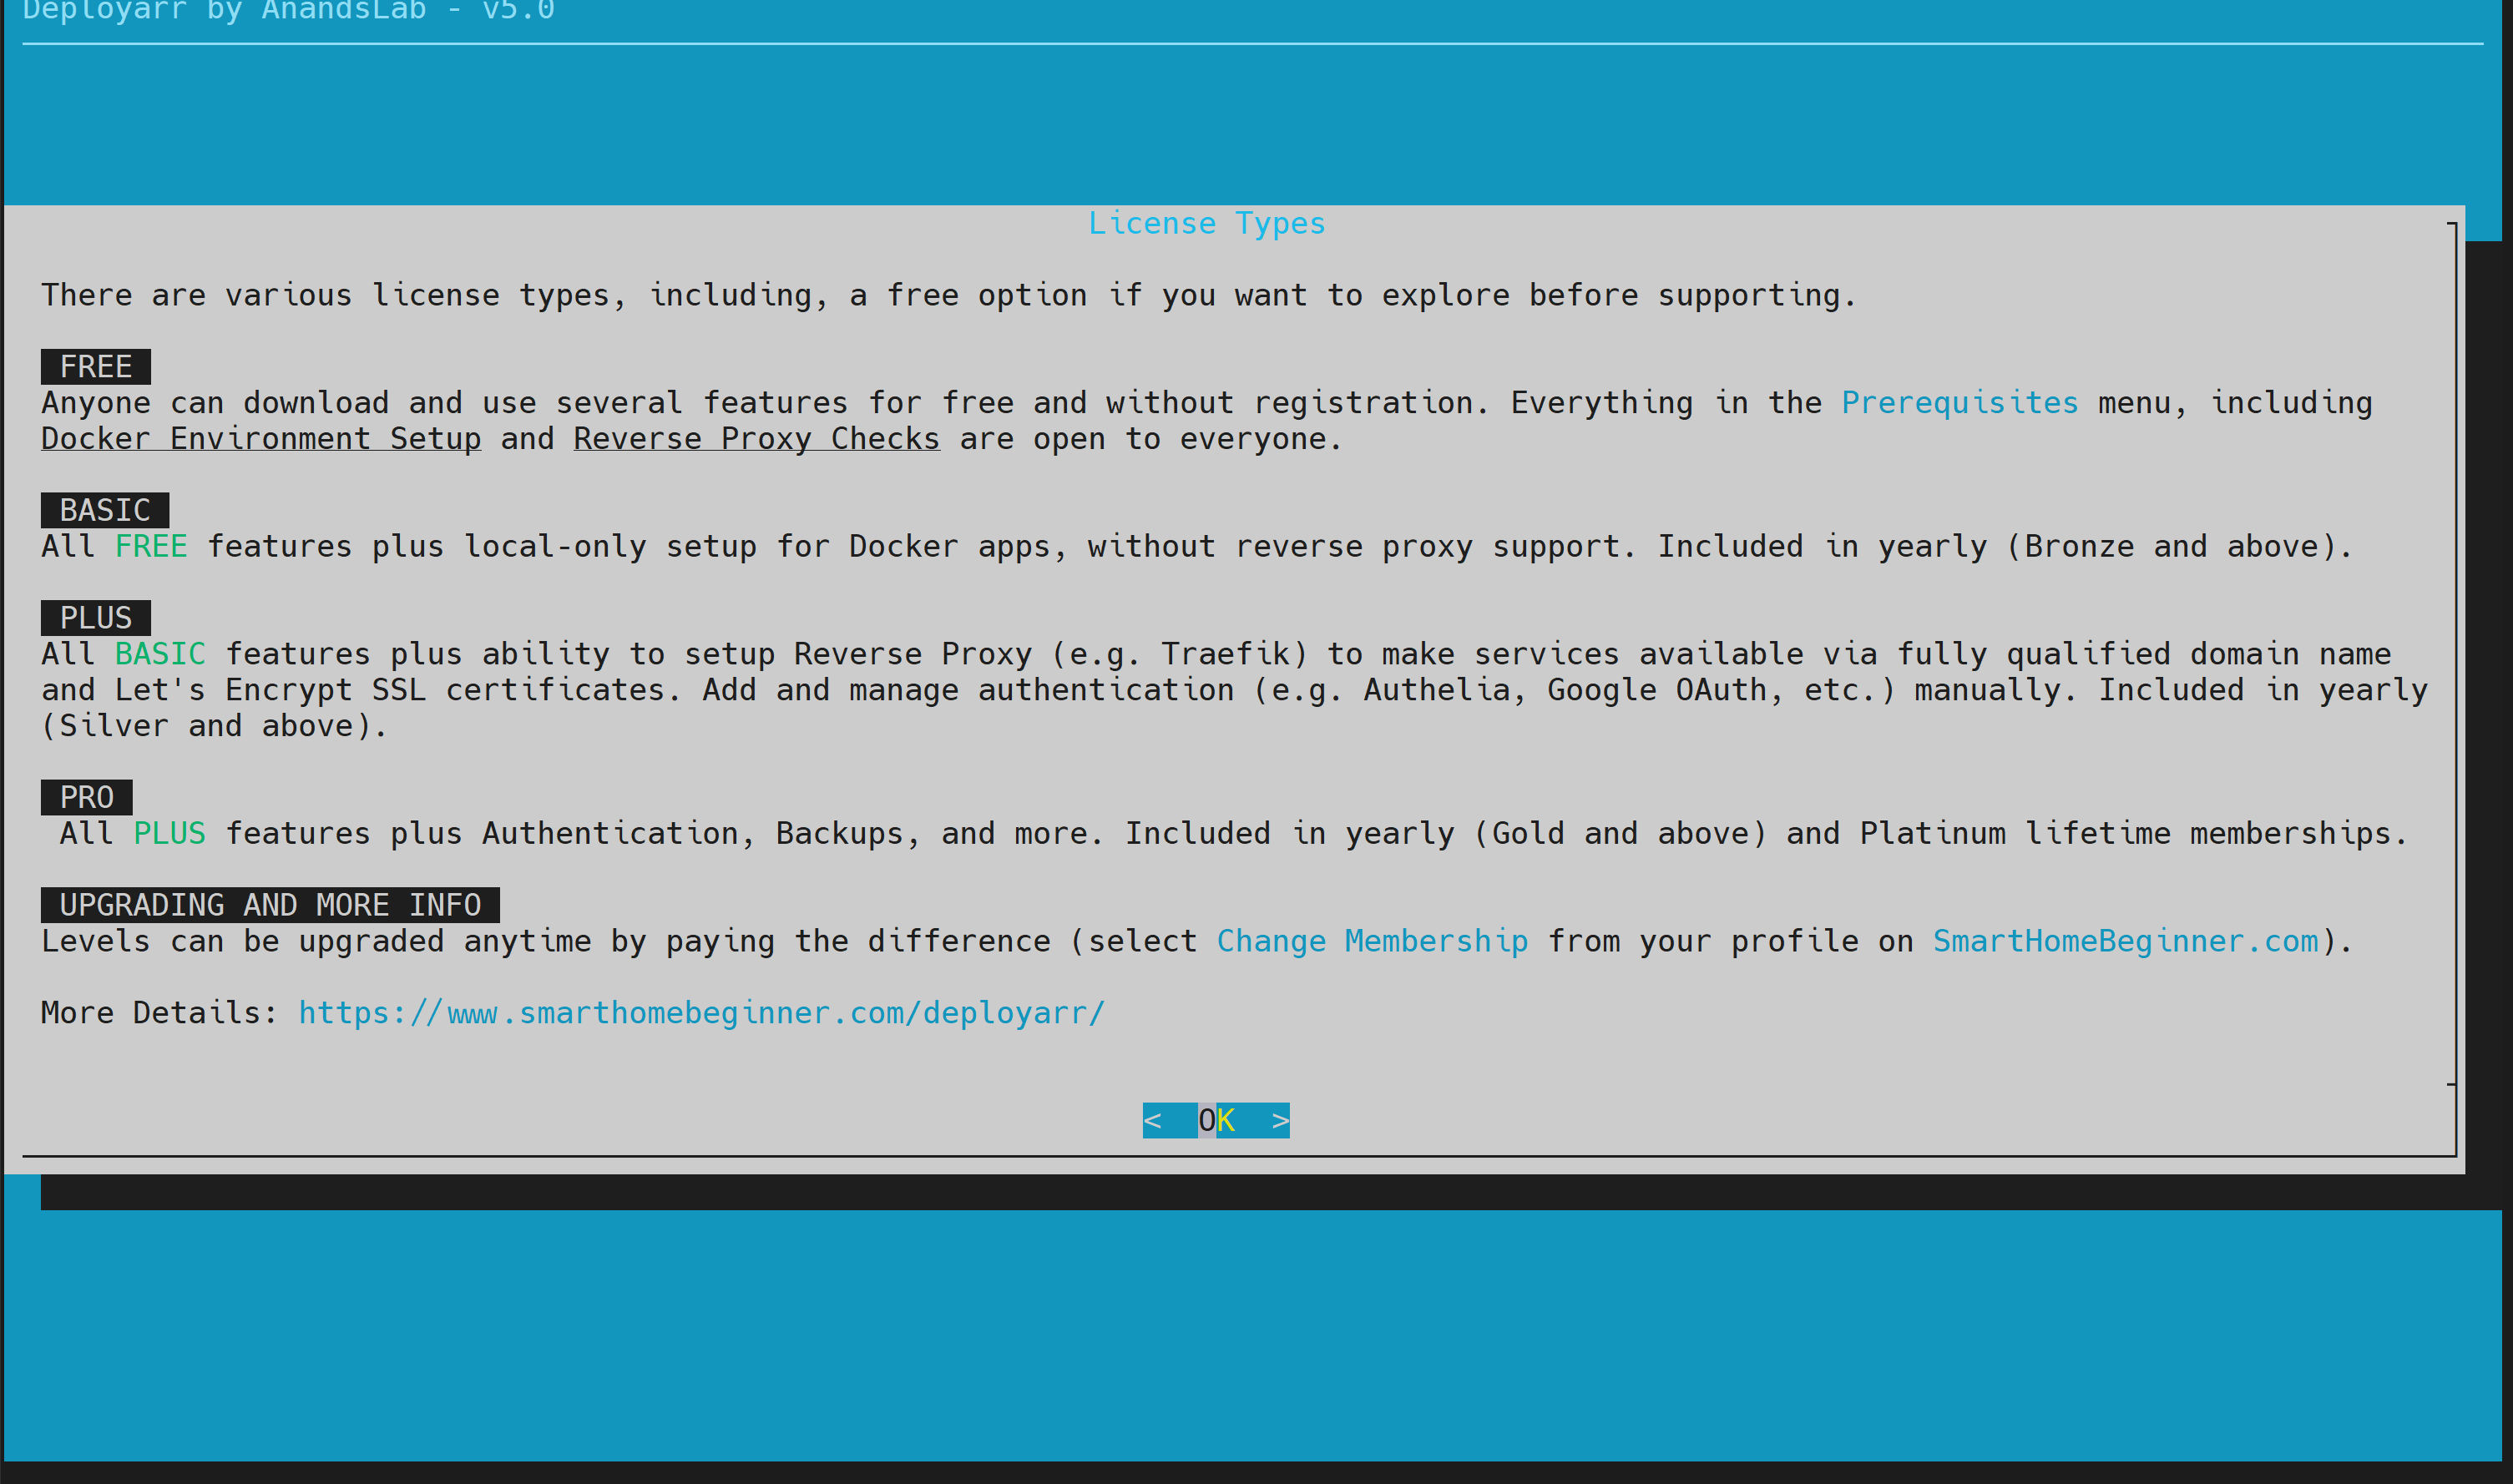 Deployarr by AnandsLab - v5.0
License Types
There are various license types, including, a free option if you want to explore before supporting.
FREE
Anyone can download and use several features for free and without registration. Everything in the Prerequisites menu, including
Docker Environment Setup and Reverse Proxy Checks are open to everyone.
BASIC
All FREE features plus local-only setup for Docker apps, without reverse proxy support. Included in yearly (Bronze and above).
PLUS
All BASIC features plus ability to setup Reverse Proxy (e.g. Traefik) to make services available via fully qualified domain name
and Let's Encrypt SSL certificates. Add and manage authentication (e.g. Authelia, Google OAuth, etc.) manually. Included in yearly
(Silver and above).
PRO
All PLUS features plus Authentication, Backups, and more. Included in yearly (Gold and above) and Platinum lifetime memberships.
UPGRADING AND MORE INFO
Levels can be upgraded anytime by paying the difference (select Change Membership from your profile on SmartHomeBeginner.com).
More Details: https://www.smarthomebeginner.com/deployarr/
<  OK  >